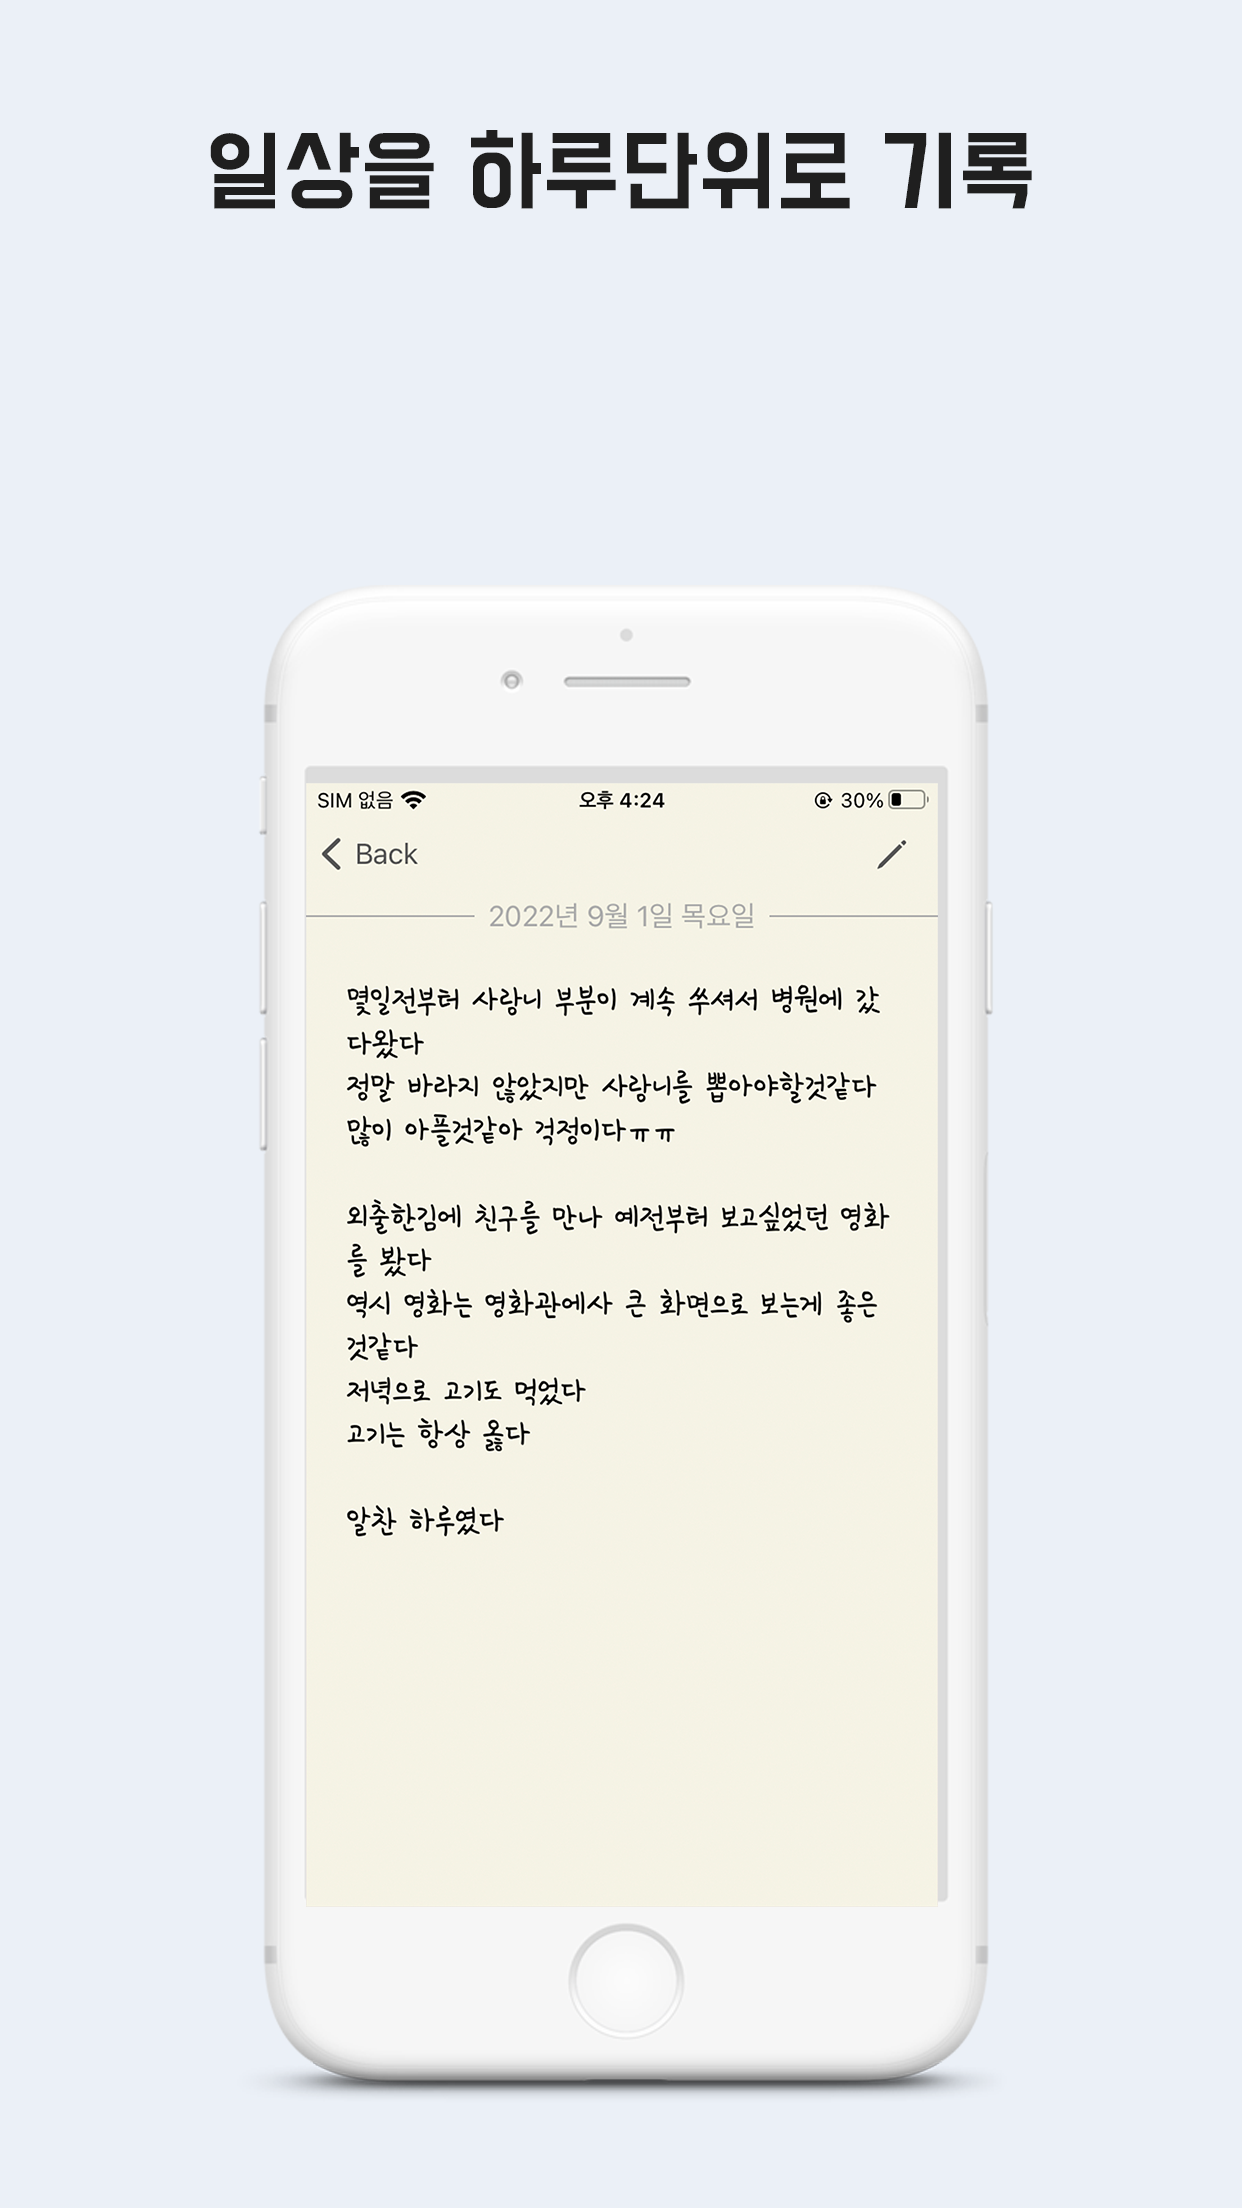 일상을 하루단위로 기록
SIM 없음 오후 4:24 30%
Back
2022년 9월 1일 목요일
몇일전부터 사랑니 부분이 계속 쑤셔서 병원에 갔
다왔다
정말 바라지 않았지만 사랑니를 뽑아야할것같다
많이 아플것같아 걱정이다ㅠㅠ
외출한김에 친구를 만나 예전부터 보고싶었던 영화
를 봤다
역시 영화는 영화관에사 큰 화면으로 보는게 좋은
것같다
저녁으로 고기도 먹었다
고기는 항상 옳다
알찬 하루였다